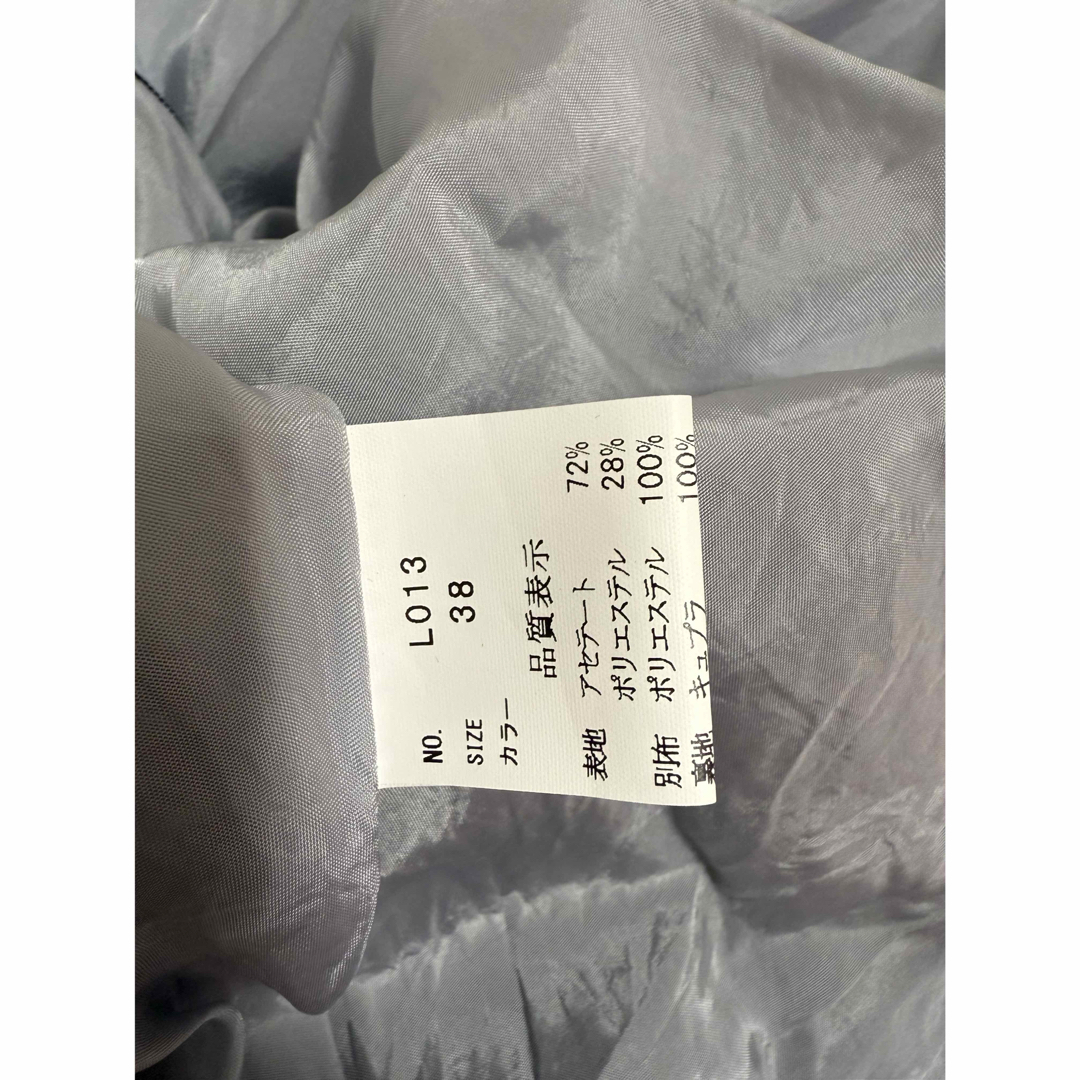 NO. L013
SIZE 38
カラー
品質表示
表地 アセテート 72%
ポリエステル 28%
別布 ポリエステル 100%
裏地 キュプラ 100%